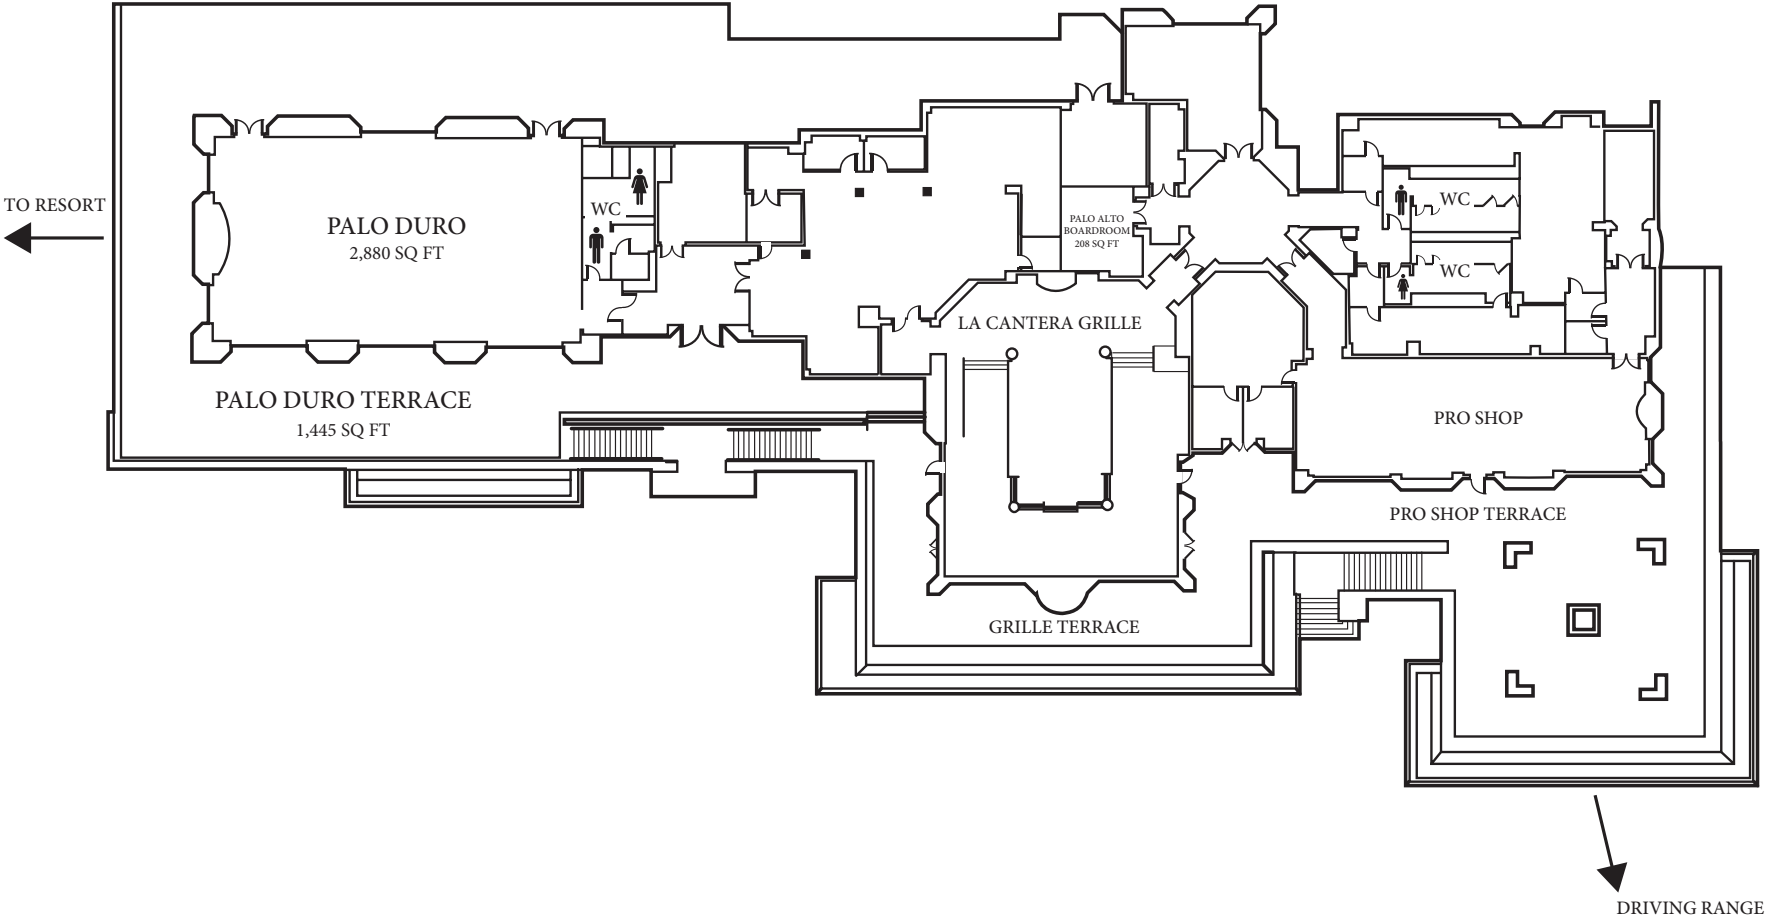 TO RESORT
PALO DURO
2,880 SQ FT
WC
PALO DURO TERRACE
1,445 SQ FT
PALO ALTO
BOARDROOM
208 SQ FT
LA CANTERA GRILLE
GRILLE TERRACE
WC
WC
PRO SHOP
PRO SHOP TERRACE
DRIVING RANGE